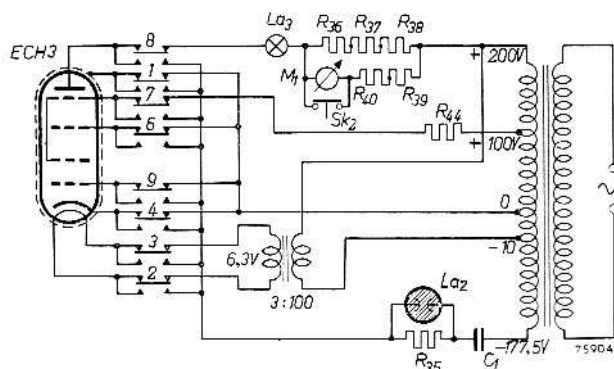 ECH3
8
1
7
6
9
4
3
2
La3
R36 R37 R38
M1
R40 R39
Sk2
R44
+ 200V
+ 100V
0
-10
6,3V
3:100
La2
R35
C1
-177,5V
~
75904